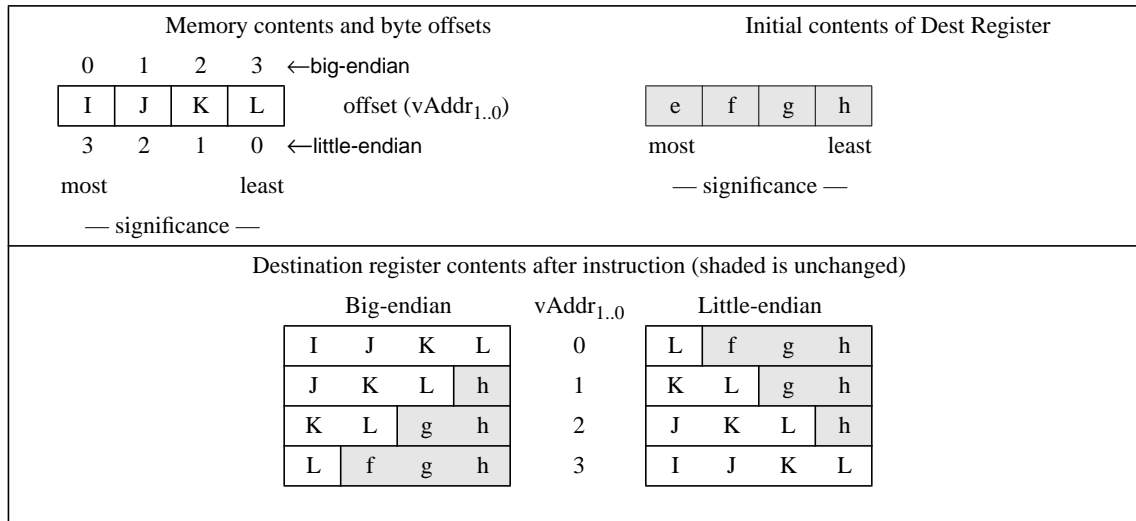 Memory contents and byte offsets Initial contents of Dest Register
0 1 2 3 ←big-endian
I J K L offset (vAddr1..0) e f g h
3 2 1 0 ←little-endian most least
most least — significance —
— significance —
Destination register contents after instruction (shaded is unchanged)
Big-endian vAddr1..0 Little-endian
I J K L 0 L f g h
J K L h 1 K L g h
K L g h 2 J K L h
L f g h 3 I J K L